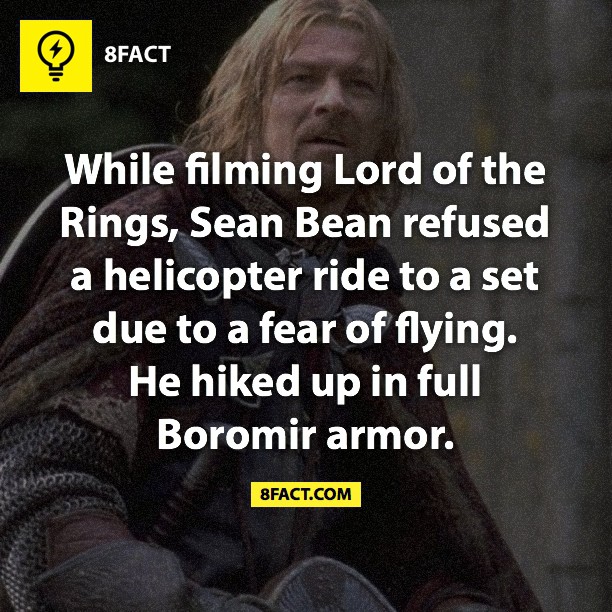 8FACT
While filming Lord of the
Rings, Sean Bean refused
a helicopter ride to a set
due to a fear of flying.
He hiked up in full
Boromir armor.
8FACT.COM